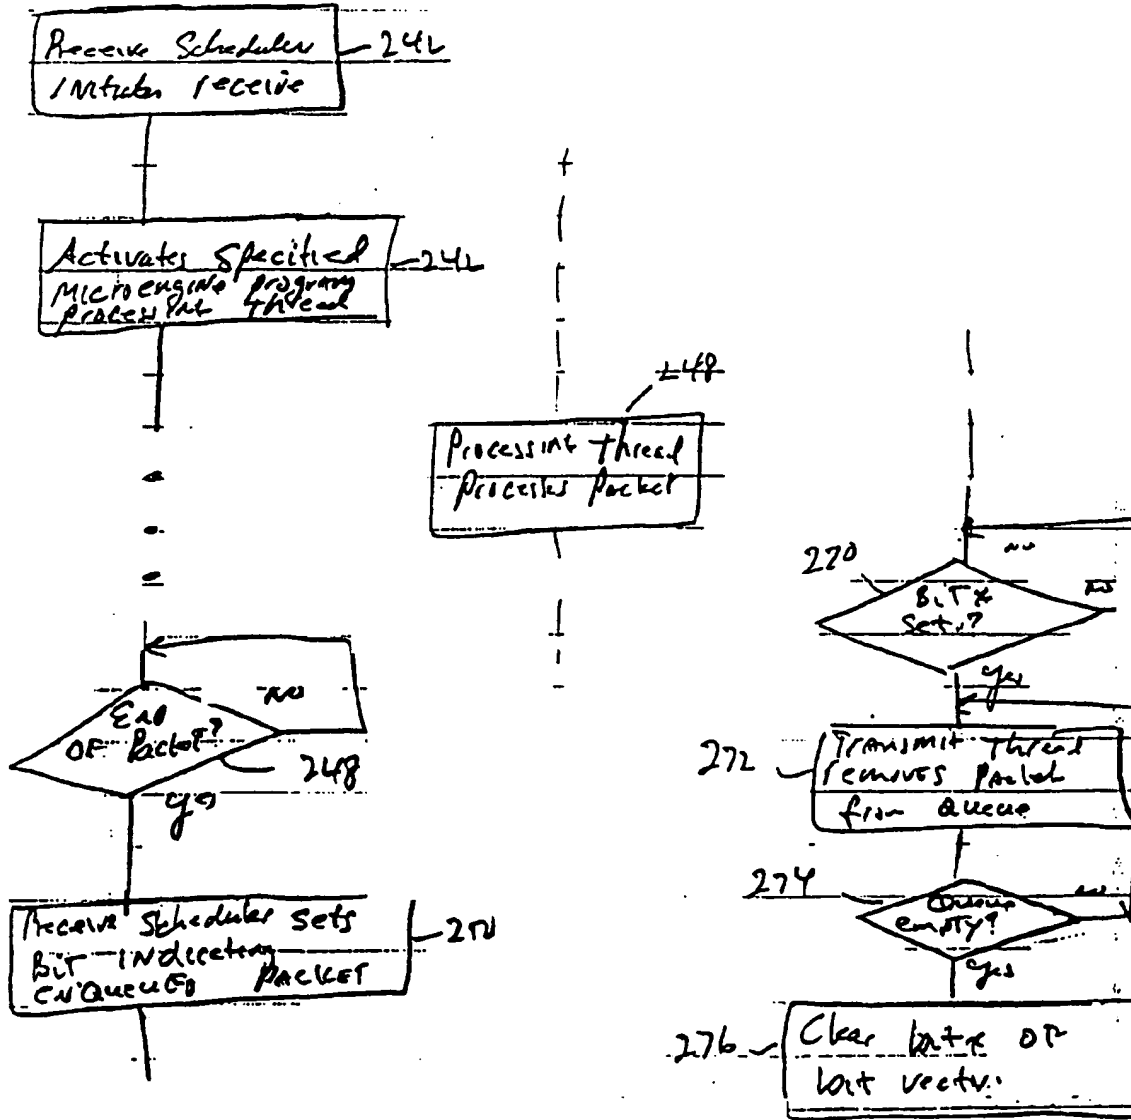 Receive Scheduler
Initiates receive
242
Activates Specified
Microengine program
processing thread
242
248
Processing thread
Processes packet
End
OF Packet?
NO
248
yes
Receive Scheduler sets
BIT INDICATING
ENQUEUED PACKET
250
NO
270
BiT x
set?
NO
yes
272
Transmit thread
removes packet
from Queue
274
Queue
empty?
NO
yes
276
Clear bit x OF
bit vector